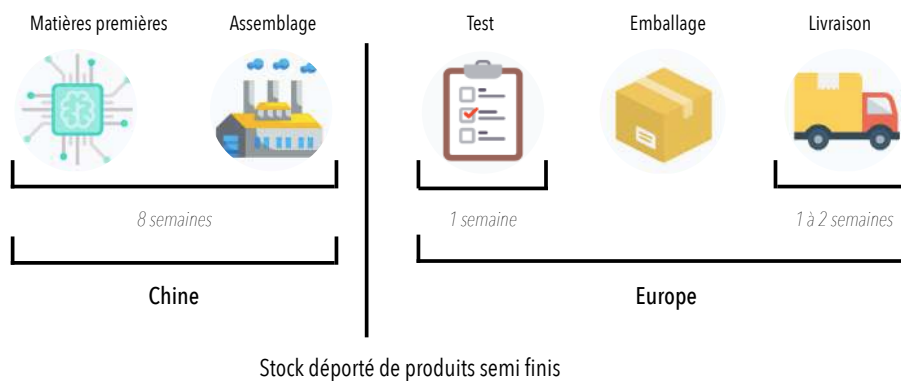 Matières premières
Assemblage
Test
Emballage
Livraison
8 semaines
1 semaine
1 à 2 semaines
Chine
Europe
Stock déporté de produits semi finis